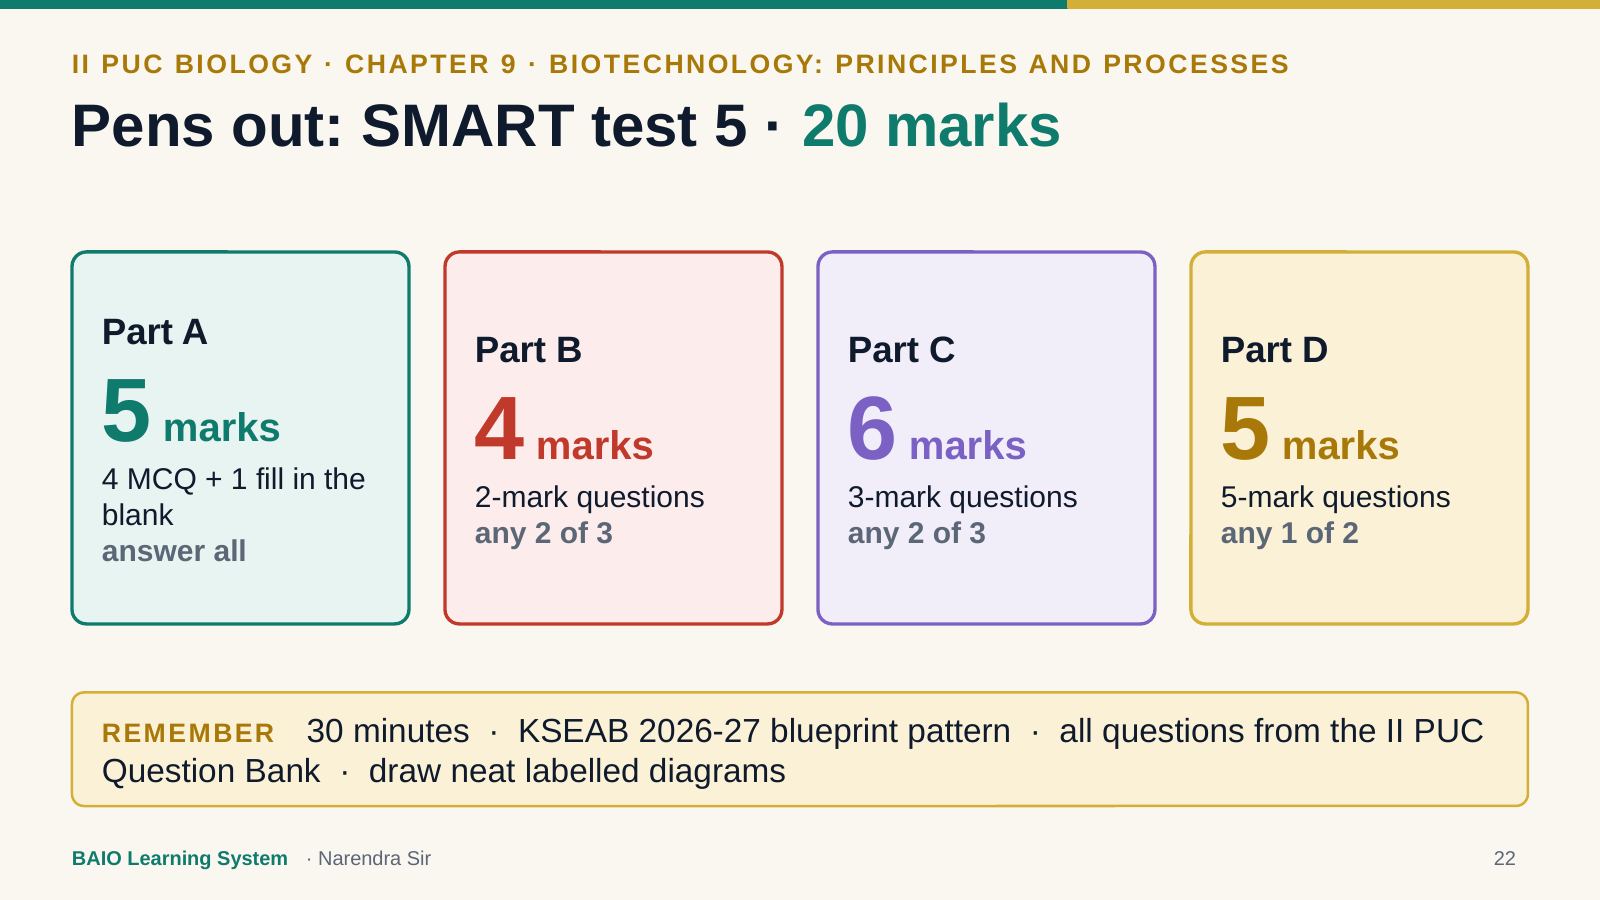 II PUC BIOLOGY · CHAPTER 9 · BIOTECHNOLOGY: PRINCIPLES AND PROCESSES
Pens out: SMART test 5 · 20 marks
Part A
5 marks
4 MCQ + 1 fill in the
blank
answer all
Part B
4 marks
2-mark questions
any 2 of 3
Part C
6 marks
3-mark questions
any 2 of 3
Part D
5 marks
5-mark questions
any 1 of 2
REMEMBER 30 minutes · KSEAB 2026-27 blueprint pattern · all questions from the II PUC
Question Bank · draw neat labelled diagrams
BAIO Learning System · Narendra Sir
22